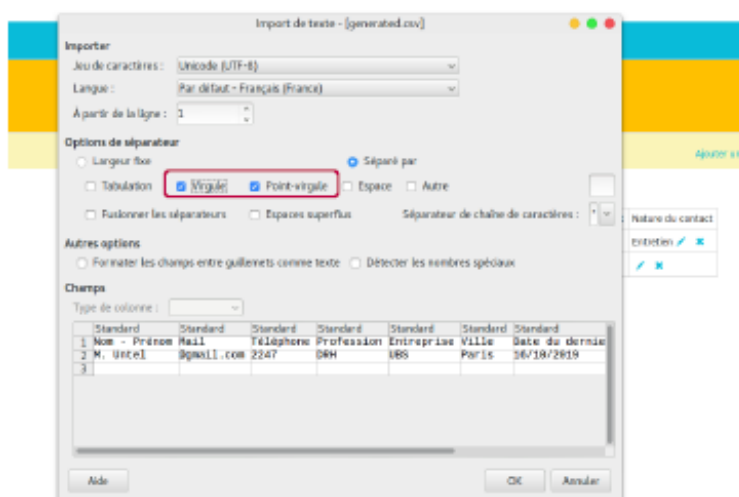 Import de texte - [generated.csv]
Importer
Jeu de caractères : Unicode (UTF-8)
Langue : Par défaut - Français (France)
À partir de la ligne : 1
Options de séparateur
Largeur fixe Séparé par
Tabulation Virgule Point-virgule Espace Autre
Fusionner les séparateurs Espaces superflus Séparateur de chaîne de caractères : "
Autres options
Formater les champs entre guillemets comme texte Détecter les nombres spéciaux
Champs
Type de colonne :
Standard Standard Standard Standard Standard Standard Standard
1 Nom - Prénom Mail Téléphone Profession Entreprise Ville Date du dernie
2 M. Untel @gmail.com 2247 DRH UBS Paris 16/10/2019
3
Aide OK Annuler
Ajouter u
Nature du contact
Entretien